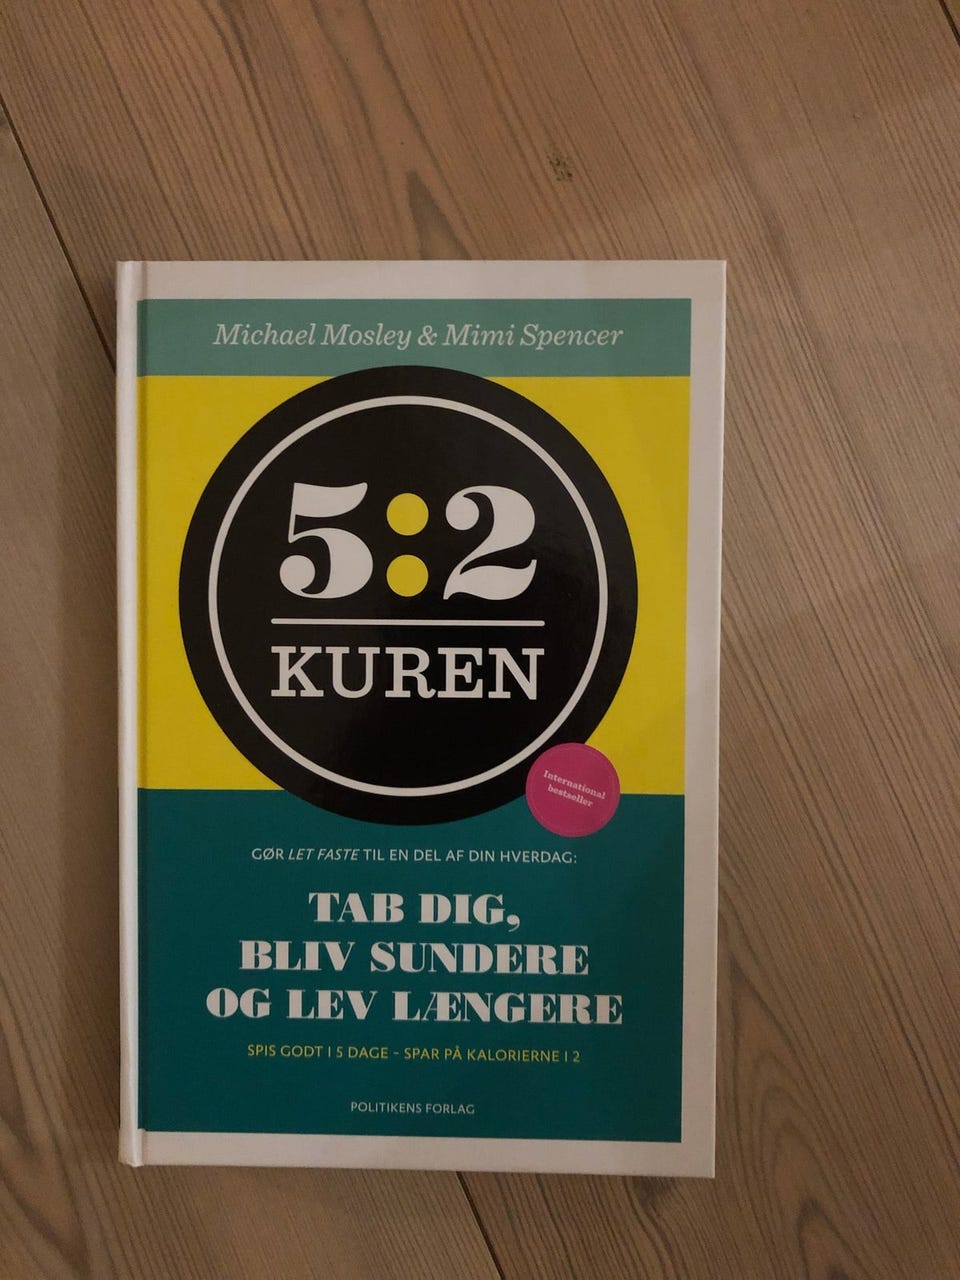 Michael Mosley & Mimi Spencer
5:2
KUREN
International
bestseller
GØR LET FASTE TIL EN DEL AF DIN HVERDAG:
TAB DIG,
BLIV SUNDERE
OG LEV LÆNGERE
SPIS GODT I 5 DAGE - SPAR PÅ KALORIERNE I 2
POLITIKENS FORLAG